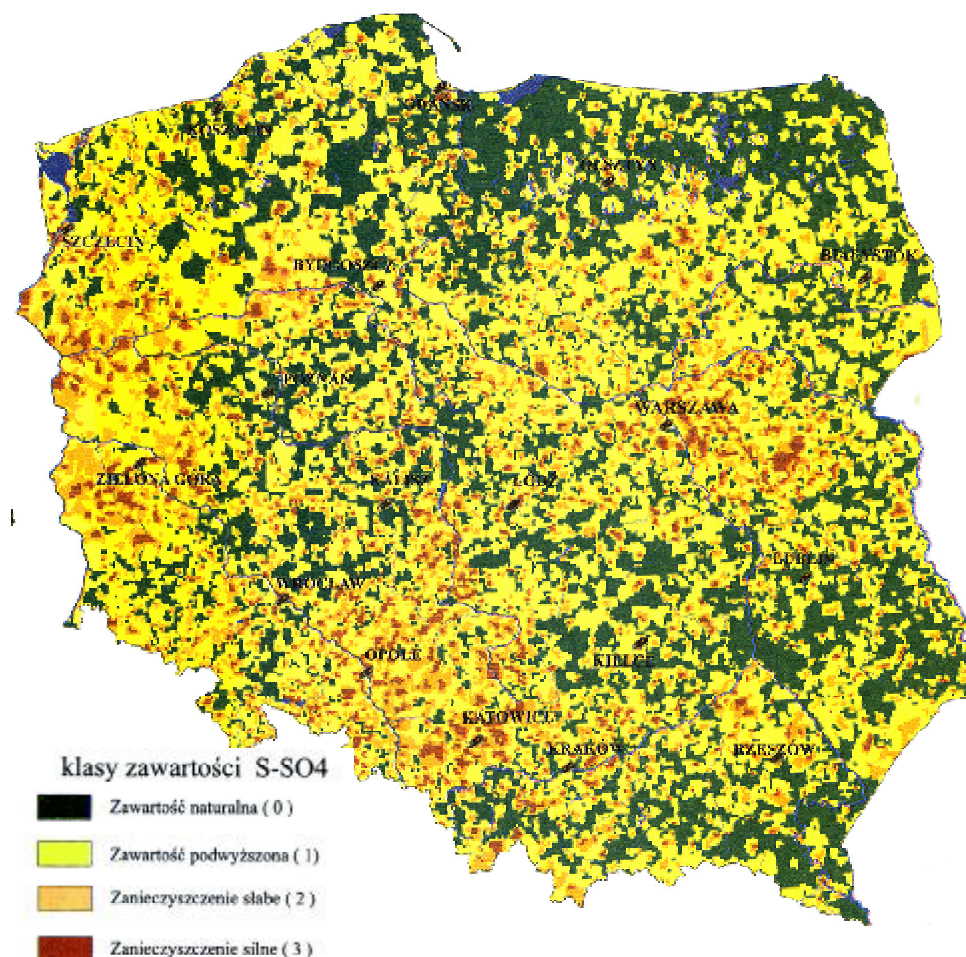 GDAŃSK
KOSZALIN
OLSZTYN
SZCZECIN
BIAŁYSTOK
BYDGOSZCZ
POZNAŃ
WARSZAWA
ZIELONA GÓRA
KALISZ
ŁÓDŹ
LUBLIN
WROCŁAW
OPOLE
KIELCE
KATOWICE
KRAKÓW
RZESZÓW
klasy zawartości S-SO4
Zawartość naturalna ( 0 )
Zawartość podwyższona ( 1)
Zanieczyszczenie słabe ( 2 )
Zanieczyszczenie silne ( 3 )